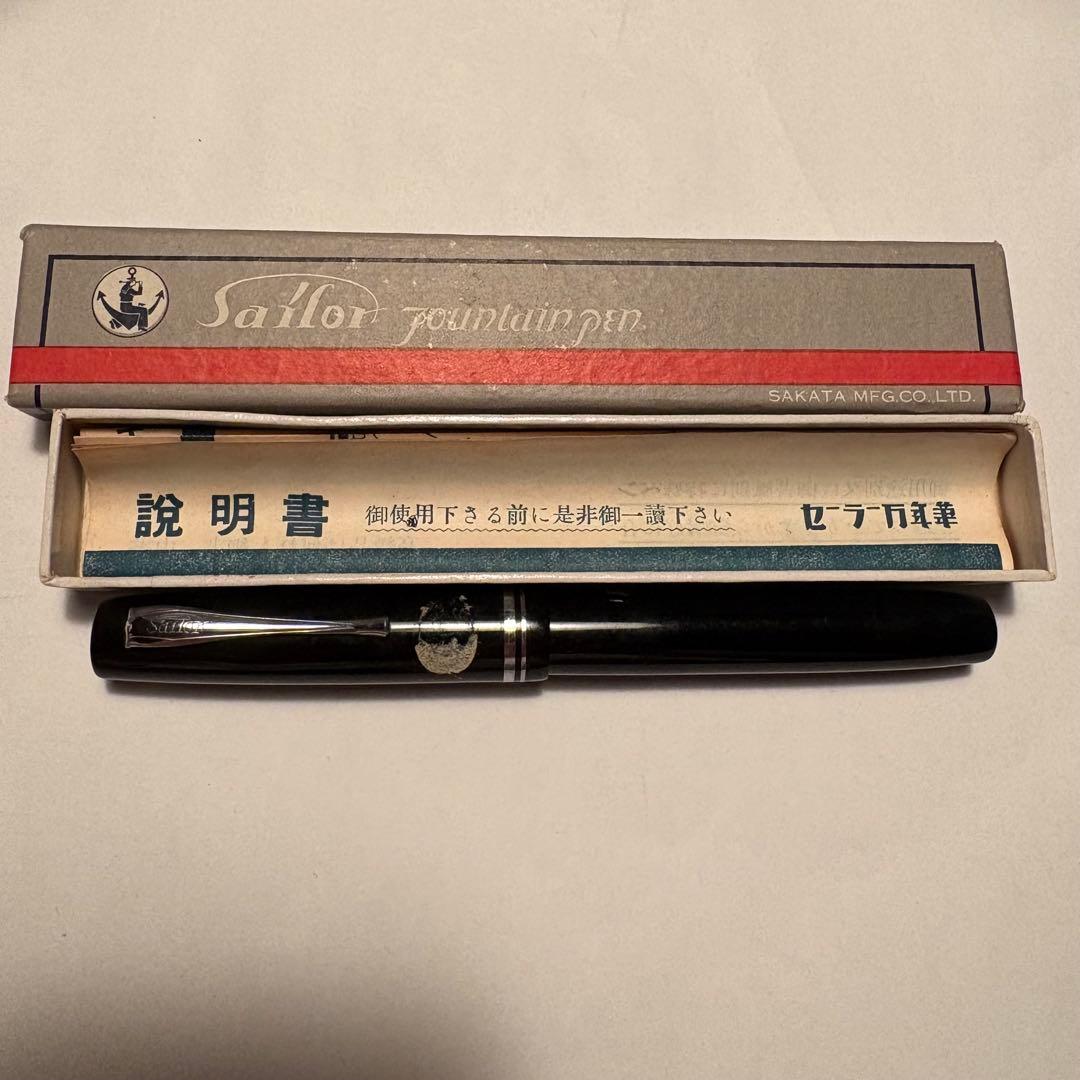 Sailor fountain pen
SAKATA MFG.CO.,LTD.
說明書 御使用下さる前に是非御一讀下さい セーラー万年筆
Sailor